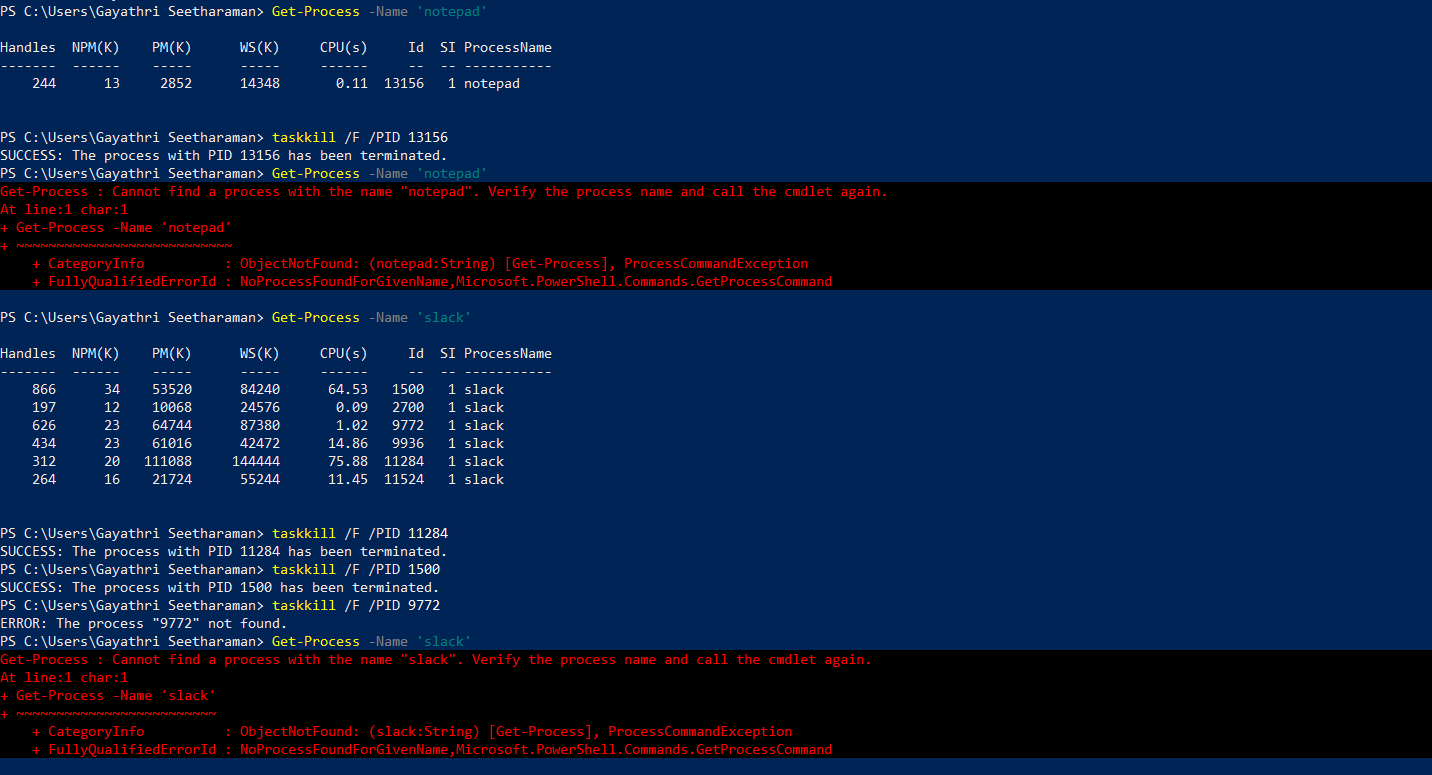 PS C:\Users\Gayathri Seetharaman> Get-Process -Name 'notepad'
Handles  NPM(K)    PM(K)      WS(K)     CPU(s)     Id  SI ProcessName
-------  ------    -----      -----     ------     --  -- -----------
    244      13     2852      14348       0.11  13156   1 notepad
PS C:\Users\Gayathri Seetharaman> taskkill /F /PID 13156
SUCCESS: The process with PID 13156 has been terminated.
PS C:\Users\Gayathri Seetharaman> Get-Process -Name 'notepad'
Get-Process : Cannot find a process with the name "notepad". Verify the process name and call the cmdlet again.
At line:1 char:1
+ Get-Process -Name 'notepad'
+ ~~~~~~~~~~~~~~~~~~~~~~~~~~~
    + CategoryInfo          : ObjectNotFound: (notepad:String) [Get-Process], ProcessCommandException
    + FullyQualifiedErrorId : NoProcessFoundForGivenName,Microsoft.PowerShell.Commands.GetProcessCommand
PS C:\Users\Gayathri Seetharaman> Get-Process -Name 'slack'
Handles  NPM(K)    PM(K)      WS(K)     CPU(s)     Id  SI ProcessName
-------  ------    -----      -----     ------     --  -- -----------
    866      34    53520      84240      64.53   1500   1 slack
    197      12    10068      24576       0.09   2700   1 slack
    626      23    64744      87380       1.02   9772   1 slack
    434      23    61016      42472      14.86   9936   1 slack
    312      20   111088     144444      75.88  11284   1 slack
    264      16    21724      55244      11.45  11524   1 slack
PS C:\Users\Gayathri Seetharaman> taskkill /F /PID 11284
SUCCESS: The process with PID 11284 has been terminated.
PS C:\Users\Gayathri Seetharaman> taskkill /F /PID 1500
SUCCESS: The process with PID 1500 has been terminated.
PS C:\Users\Gayathri Seetharaman> taskkill /F /PID 9772
ERROR: The process "9772" not found.
PS C:\Users\Gayathri Seetharaman> Get-Process -Name 'slack'
Get-Process : Cannot find a process with the name "slack". Verify the process name and call the cmdlet again.
At line:1 char:1
+ Get-Process -Name 'slack'
+ ~~~~~~~~~~~~~~~~~~~~~~~~~
    + CategoryInfo          : ObjectNotFound: (slack:String) [Get-Process], ProcessCommandException
    + FullyQualifiedErrorId : NoProcessFoundForGivenName,Microsoft.PowerShell.Commands.GetProcessCommand